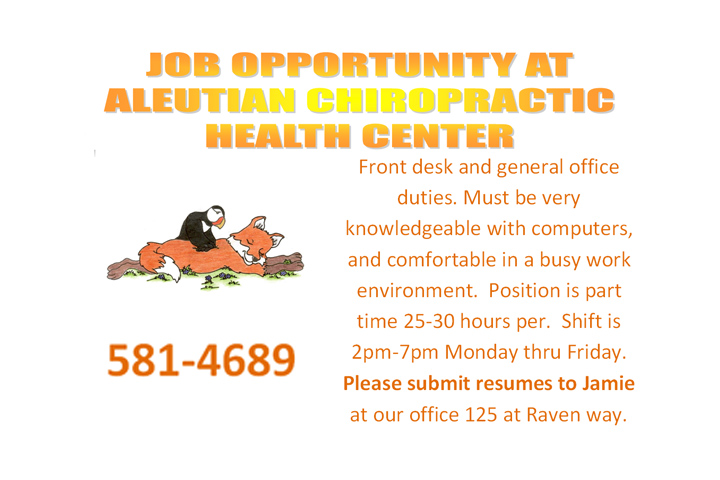 JOB OPPORTUNITY AT
ALEUTIAN CHIROPRACTIC
HEALTH CENTER
Front desk and general office
duties. Must be very
knowledgeable with computers,
and comfortable in a busy work
environment.  Position is part
time 25-30 hours per.  Shift is
2pm-7pm Monday thru Friday.
Please submit resumes to Jamie
at our office 125 at Raven way.
581-4689